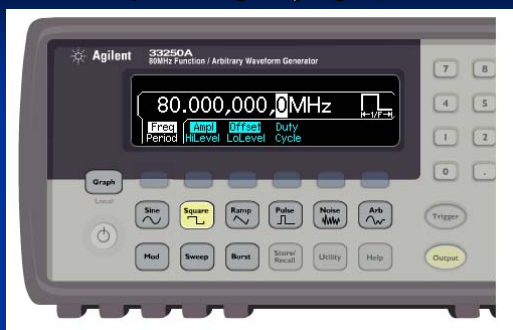 Agilent 33250A
80MHz Function / Arbitrary Waveform Generator
80.000,000,0MHz
1/F
Freq Ampl Offset Duty
Period HiLevel LoLevel Cycle
Graph
Local
Sine Square Ramp Pulse Noise Arb
Mod Sweep Burst Store/
Recall Utility Help
7 8
4 5
1 2
0 .
Trigger
Output